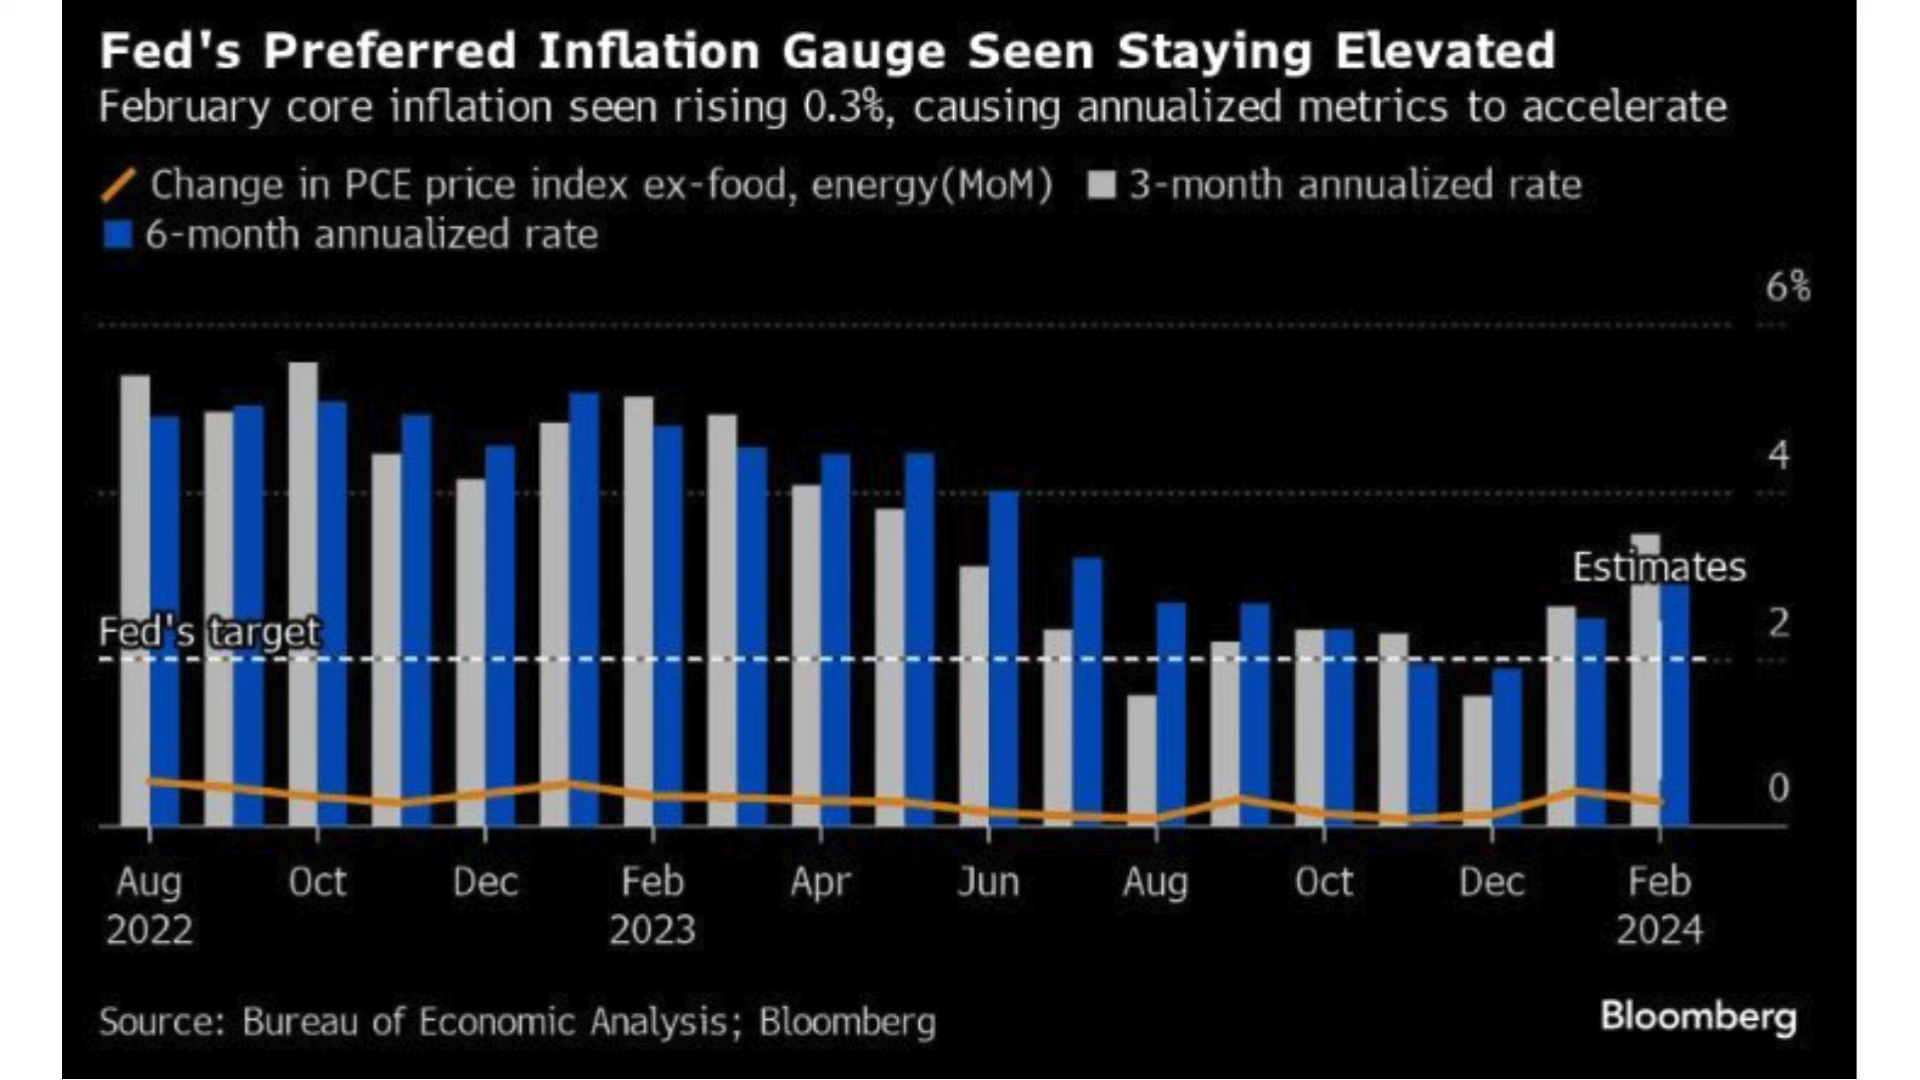 Fed's Preferred Inflation Gauge Seen Staying Elevated
February core inflation seen rising 0.3%, causing annualized metrics to accelerate
Change in PCE price index ex-food, energy(MoM) 3-month annualized rate
6-month annualized rate
6%
4
Estimates
Fed's target
2
0
Aug Oct Dec Feb Apr Jun Aug Oct Dec Feb
2022 2023 2024
Source: Bureau of Economic Analysis; Bloomberg
Bloomberg